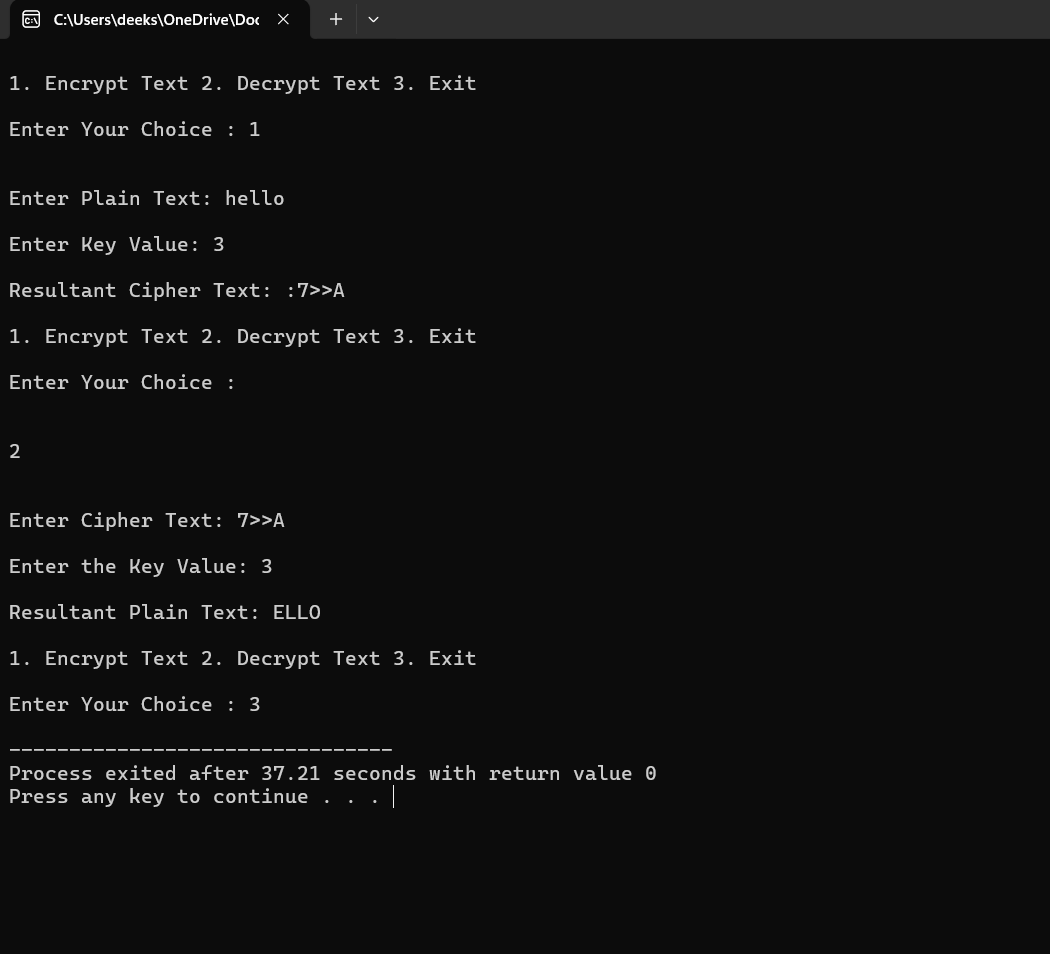 C:\Users\deeks\OneDrive\Doc
1. Encrypt Text 2. Decrypt Text 3. Exit
Enter Your Choice : 1
Enter Plain Text: hello
Enter Key Value: 3
Resultant Cipher Text: :7>>A
1. Encrypt Text 2. Decrypt Text 3. Exit
Enter Your Choice :
2
Enter Cipher Text: 7>>A
Enter the Key Value: 3
Resultant Plain Text: ELLO
1. Encrypt Text 2. Decrypt Text 3. Exit
Enter Your Choice : 3
--------------------------------
Process exited after 37.21 seconds with return value 0
Press any key to continue . . .